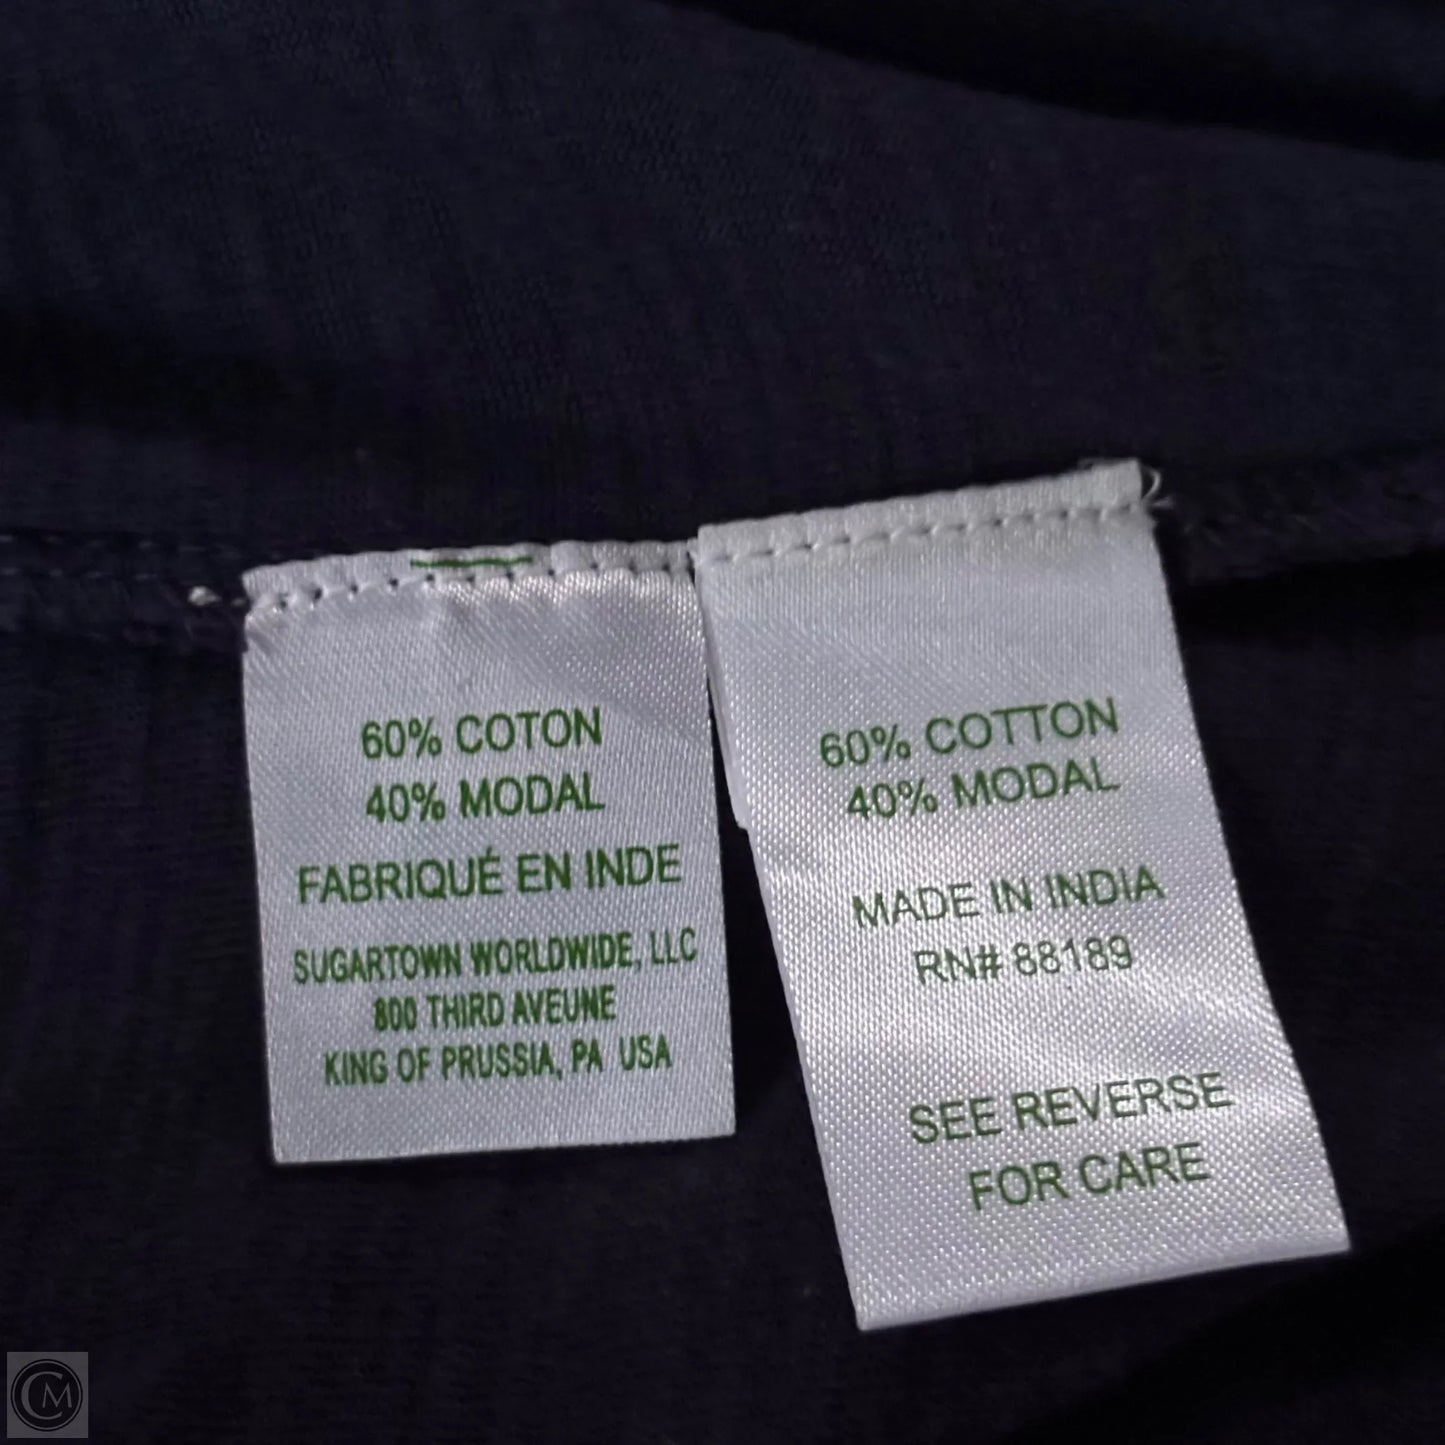 60% COTON
40% MODAL
FABRIQUÉ EN INDE
SUGARTOWN WORLDWIDE, LLC
800 THIRD AVEUNE
KING OF PRUSSIA, PA USA
60% COTTON
40% MODAL
MADE IN INDIA
RN# 88189
SEE REVERSE
FOR CARE
CM